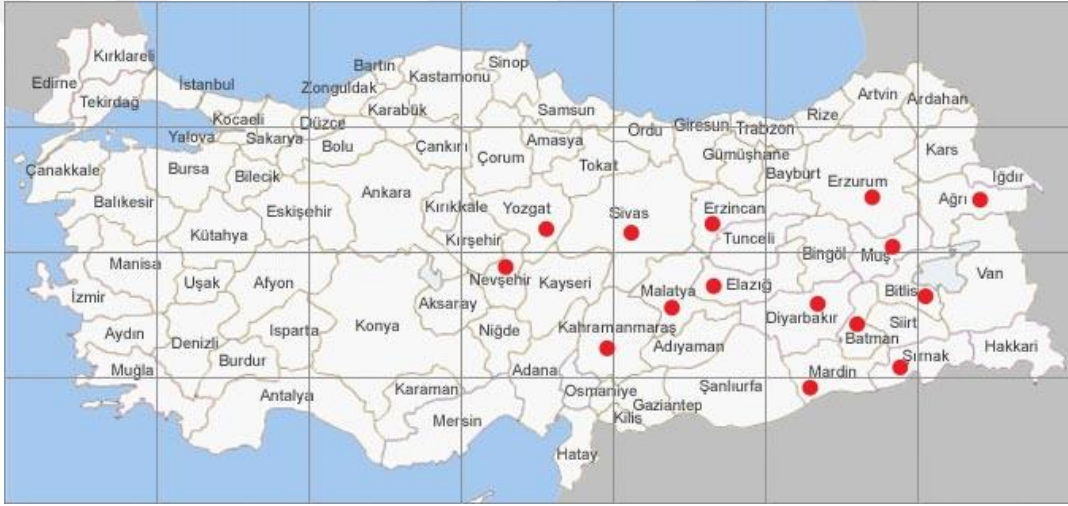 Kırklareli
Edirne
Tekirdağ
İstanbul
Kocaeli
Yalova
Sakarya
Düzce
Zonguldak
Bartın
Karabük
Kastamonu
Sinop
Samsun
Ordu
Giresun
Trabzon
Rize
Artvin
Ardahan
Çanakkale
Bursa
Bilecik
Bolu
Çankırı
Çorum
Amasya
Tokat
Gümüşhane
Bayburt
Erzurum
Kars
Iğdır
Ağrı
Balıkesir
Kütahya
Eskişehir
Ankara
Kırıkkale
Yozgat
Sivas
Erzincan
Tunceli
Bingöl
Muş
Kırşehir
Manisa
İzmir
Uşak
Afyon
Konya
Aksaray
Nevşehir
Kayseri
Malatya
Elazığ
Bitlis
Van
Aydın
Denizli
Isparta
Burdur
Niğde
Kahramanmaraş
Adıyaman
Diyarbakır
Batman
Siirt
Şırnak
Hakkari
Muğla
Antalya
Karaman
Mersin
Adana
Osmaniye
Gaziantep
Kilis
Şanlıurfa
Mardin
Hatay